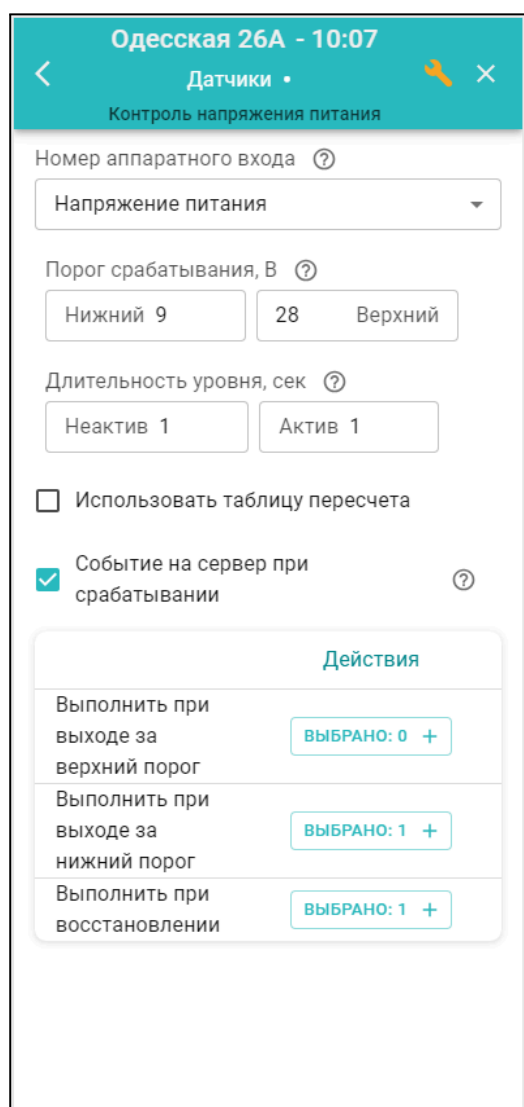 Одесская 26А - 10:07
Датчики •
Контроль напряжения питания
Номер аппаратного входа ?
Напряжение питания
Порог срабатывания, В ?
Нижний 9 28 Верхний
Длительность уровня, сек ?
Неактив 1 Актив 1
Использовать таблицу пересчета
Событие на сервер при
срабатывании ?
Действия
Выполнить при
выходе за
верхний порог
ВЫБРАНО: 0 +
Выполнить при
выходе за
нижний порог
ВЫБРАНО: 1 +
Выполнить при
восстановлении
ВЫБРАНО: 1 +